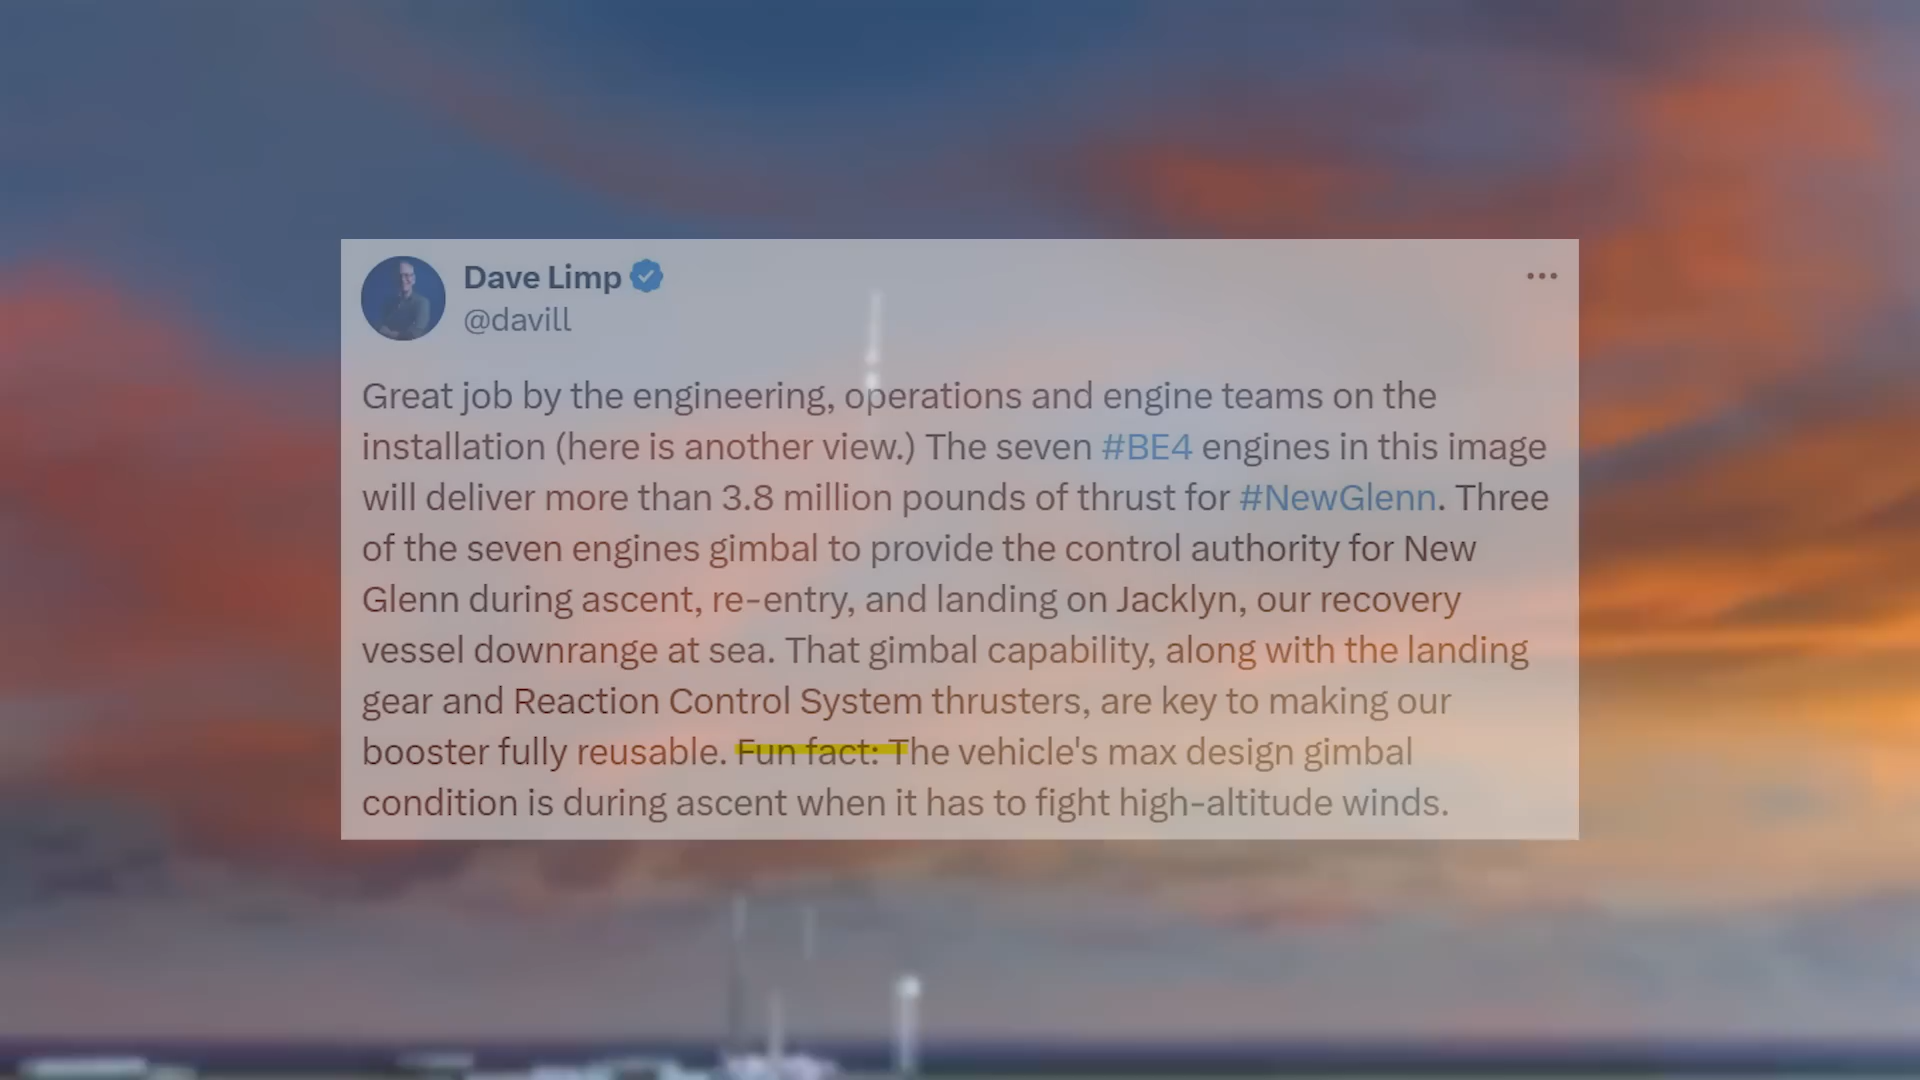 Dave Limp
@davill
Great job by the engineering, operations and engine teams on the
installation (here is another view.) The seven #BE4 engines in this image
will deliver more than 3.8 million pounds of thrust for #NewGlenn. Three
of the seven engines gimbal to provide the control authority for New
Glenn during ascent, re-entry, and landing on Jacklyn, our recovery
vessel downrange at sea. That gimbal capability, along with the landing
gear and Reaction Control System thrusters, are key to making our
booster fully reusable. Fun fact: The vehicle's max design gimbal
condition is during ascent when it has to fight high-altitude winds.